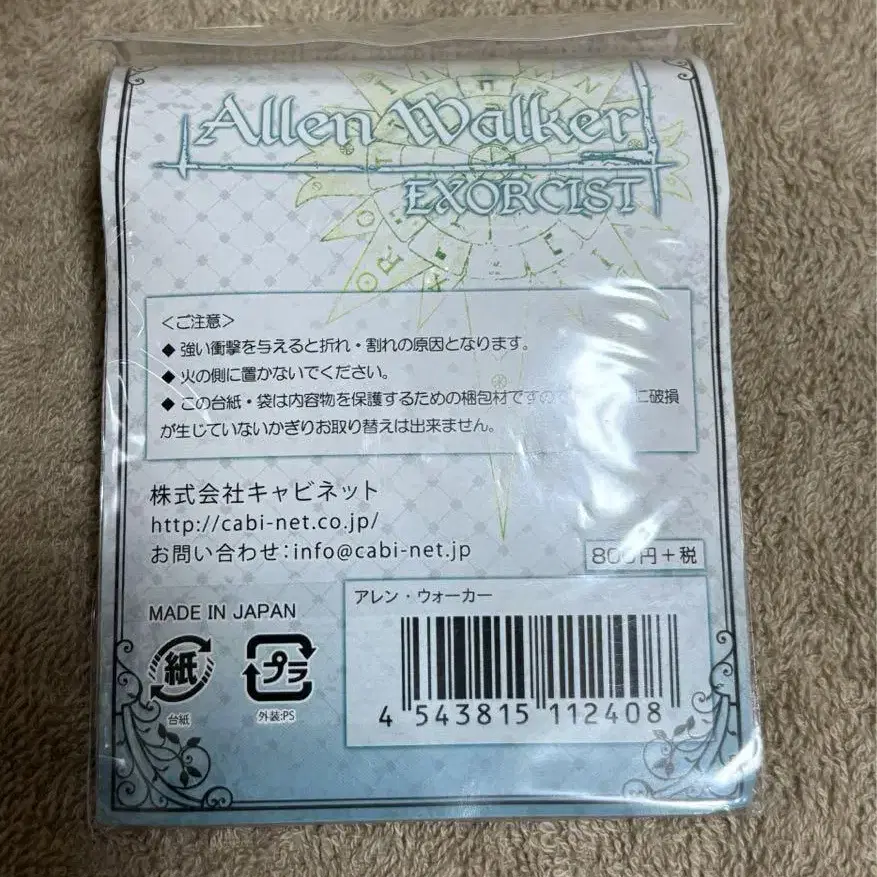 Allen Walker
EXORCIST
＜ご注意＞
◆ 強い衝撃を与えると折れ・割れの原因となります。
◆ 火の側に置かないでください。
◆ この台紙・袋は内容物を保護するための梱包材ですので に破損
が生じていないかぎりお取り替えは出来ません。
株式会社キャビネット
http://cabi-net.co.jp/
お問い合わせ：info@cabi-net.jp
800円＋税
MADE IN JAPAN
アレン・ウォーカー
紙
プラ
台紙
外装:PS
4 543815 112408